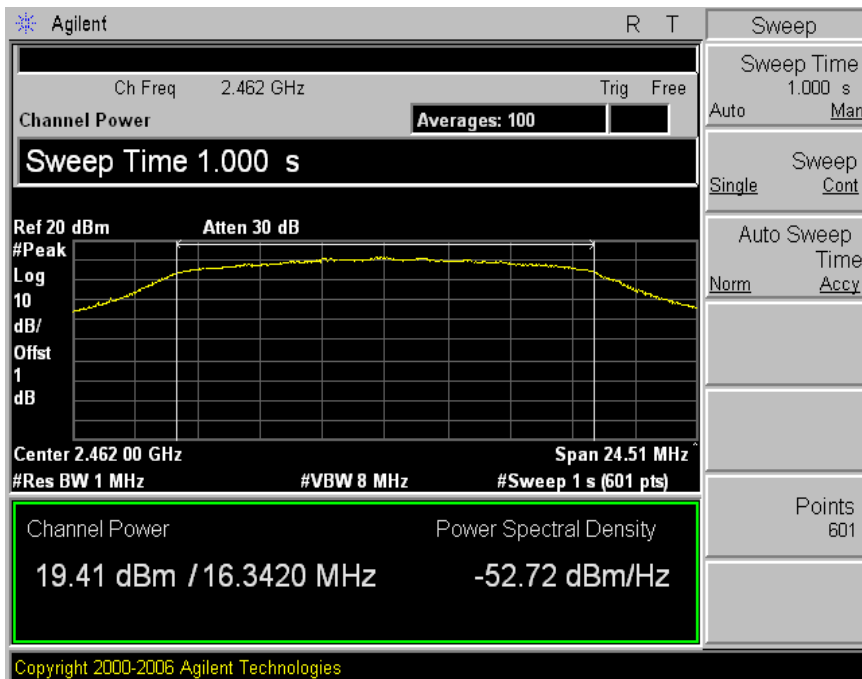 Agilent
R T
Ch Freq 2.462 GHz Trig Free
Channel Power
Averages: 100
Sweep Time 1.000 s
Ref 20 dBm Atten 30 dB
#Peak
Log
10
dB/
Offst
1
dB
Center 2.462 00 GHz Span 24.51 MHz^
#Res BW 1 MHz #VBW 8 MHz #Sweep 1 s (601 pts)
Channel Power Power Spectral Density
19.41 dBm / 16.3420 MHz -52.72 dBm/Hz
Copyright 2000-2006 Agilent Technologies
Sweep
Sweep Time
1.000 s
Auto Man
Sweep
Single Cont
Auto Sweep
Time
Norm Accy
Points
601